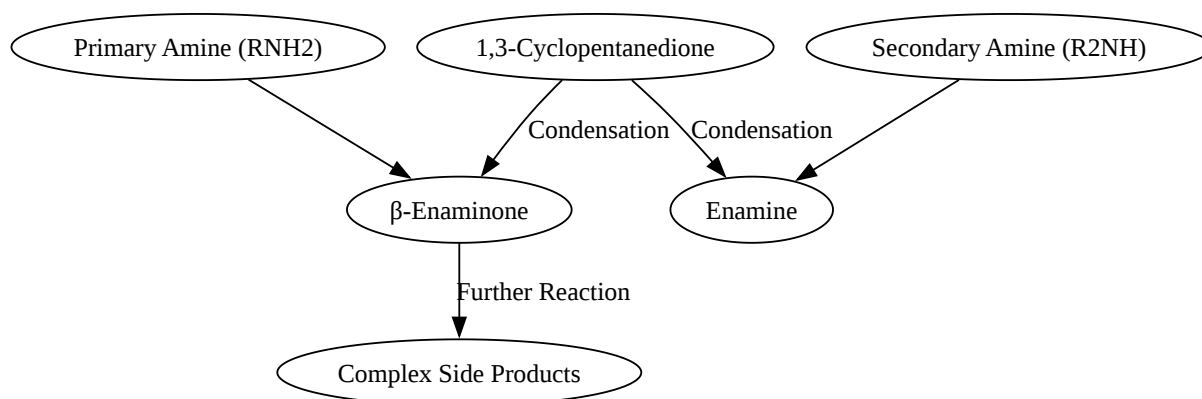 Primary Amine (RNH2)
1,3-Cyclopentanedione
Secondary Amine (R2NH)
Condensation
Condensation
β-Enaminone
Enamine
Further Reaction
Complex Side Products